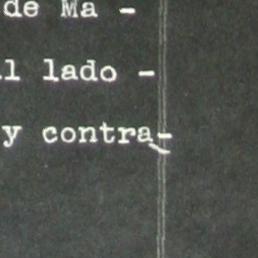 de Ma -
l lado -
y contra-